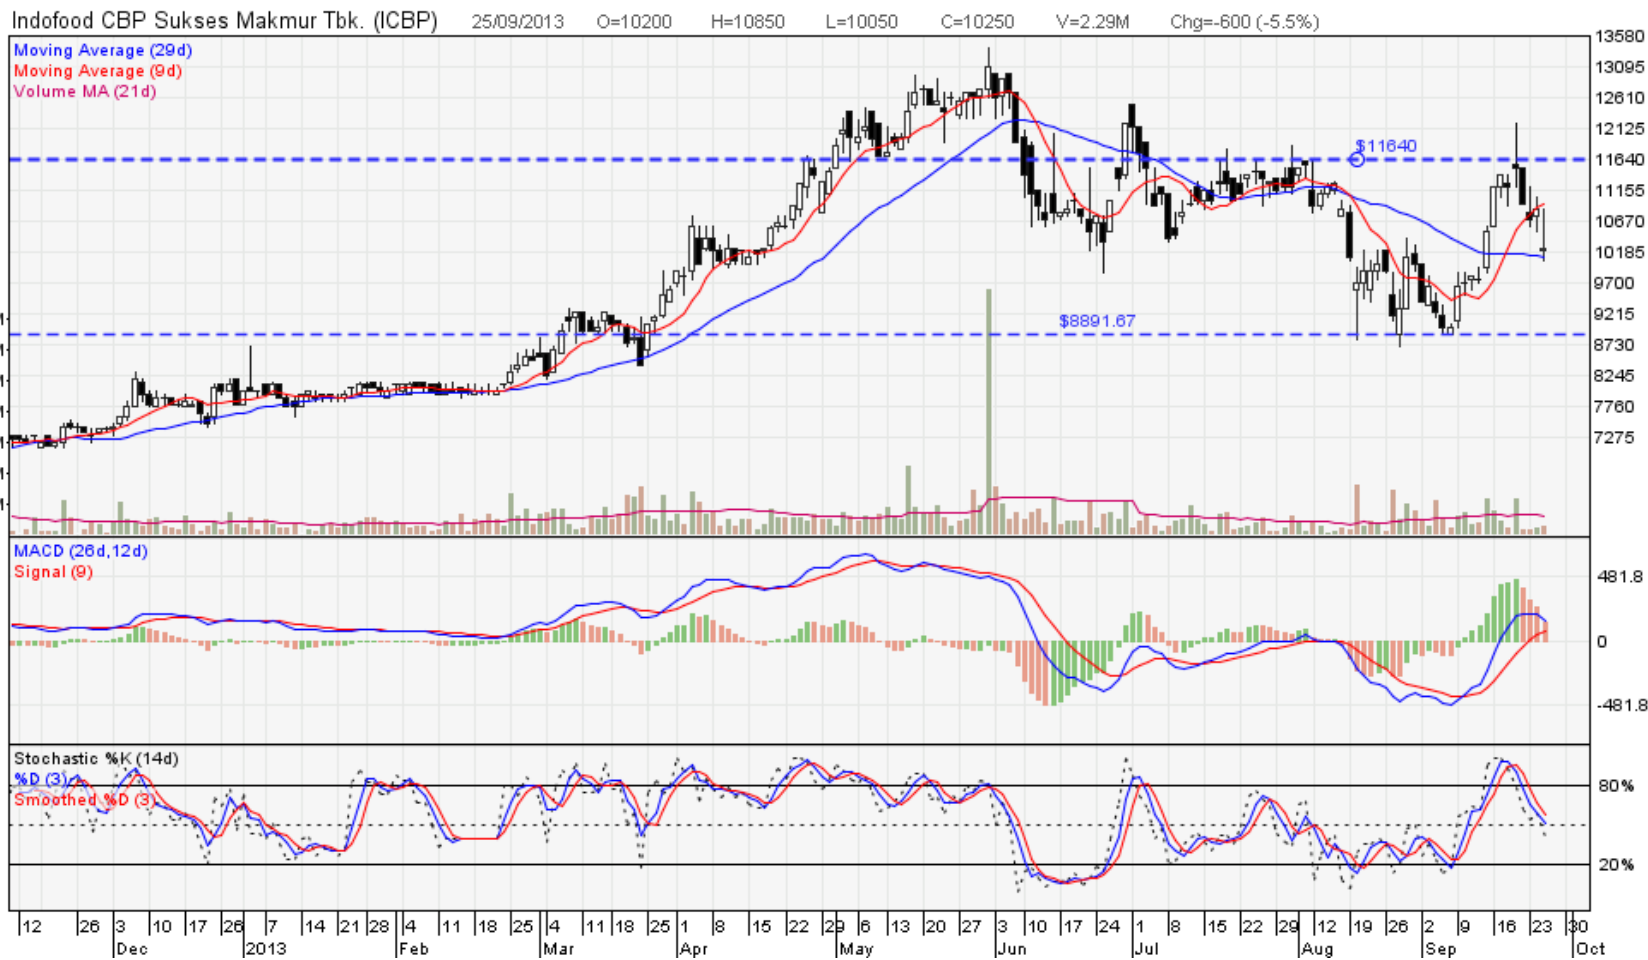 Indofood CBP Sukses Makmur Tbk. (ICBP) 25/09/2013 O=10200 H=10850 L=10050 C=10250 V=2.29M Chg=-600 (-5.5%)
Moving Average (29d)
Moving Average (9d)
Volume MA (21d)
13580
13095
12610
12125
$11640
11640
11155
10670
10185
9700
9215
$8891.67
8730
8245
7760
7275
MACD (26d,12d)
Signal (9)
481.8
0
-481.8
Stochastic %K (14d)
%D (3)
Smoothed %D (3)
80%
20%
12 26 3 10 17 26 7 14 21 28 4 11 18 25 4 11 18 25 1 8 15 22 29 6 13 20 27 3 10 17 24 1 8 15 22 29 12 19 26 2 9 16 23 30
Dec 2013 Feb Mar Apr May Jun Jul Aug Sep Oct